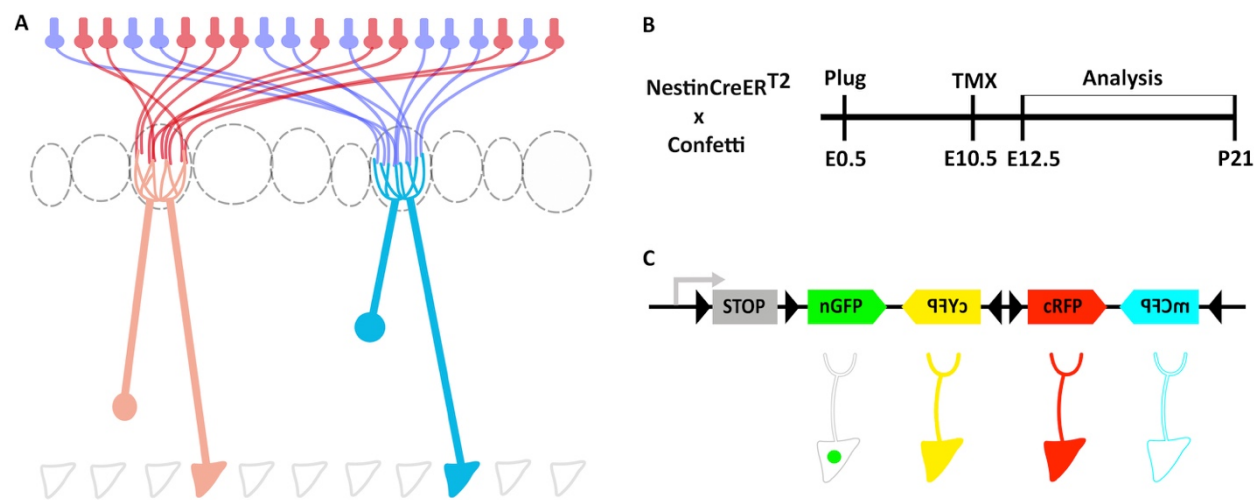 A
B
NestinCreER^T2
x
Confetti
Plug
TMX
Analysis
E0.5
E10.5
E12.5
P21
C
STOP
nGFP
cYFP
cRFP
mCFP